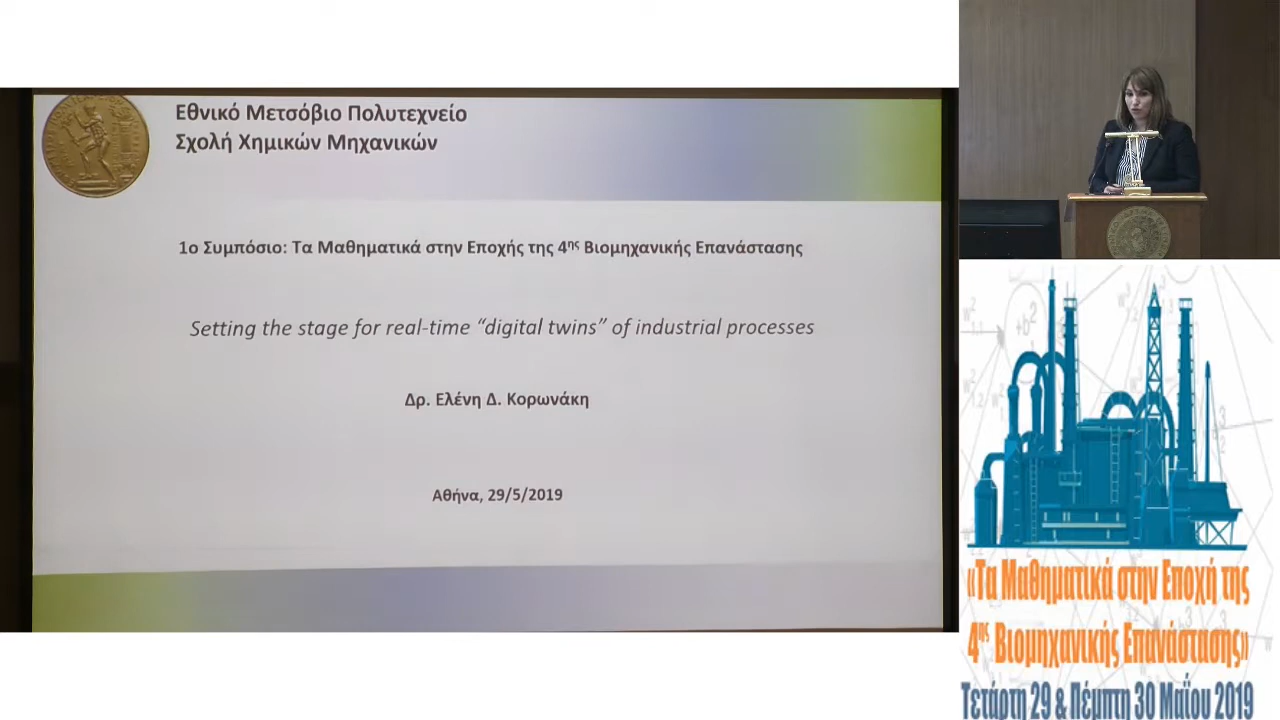 Εθνικό Μετσόβιο Πολυτεχνείο
Σχολή Χημικών Μηχανικών
1ο Συμπόσιο: Τα Μαθηματικά στην Εποχής της 4ης Βιομηχανικής Επανάστασης
Setting the stage for real-time “digital twins” of industrial processes
Δρ. Ελένη Δ. Κορωνάκη
Αθήνα, 29/5/2019
«Τα Μαθηματικά στην Εποχή της
4ης Βιομηχανικής Επανάστασης»
Τετάρτη 29 & Πέμπτη 30 Μαΐου 2019